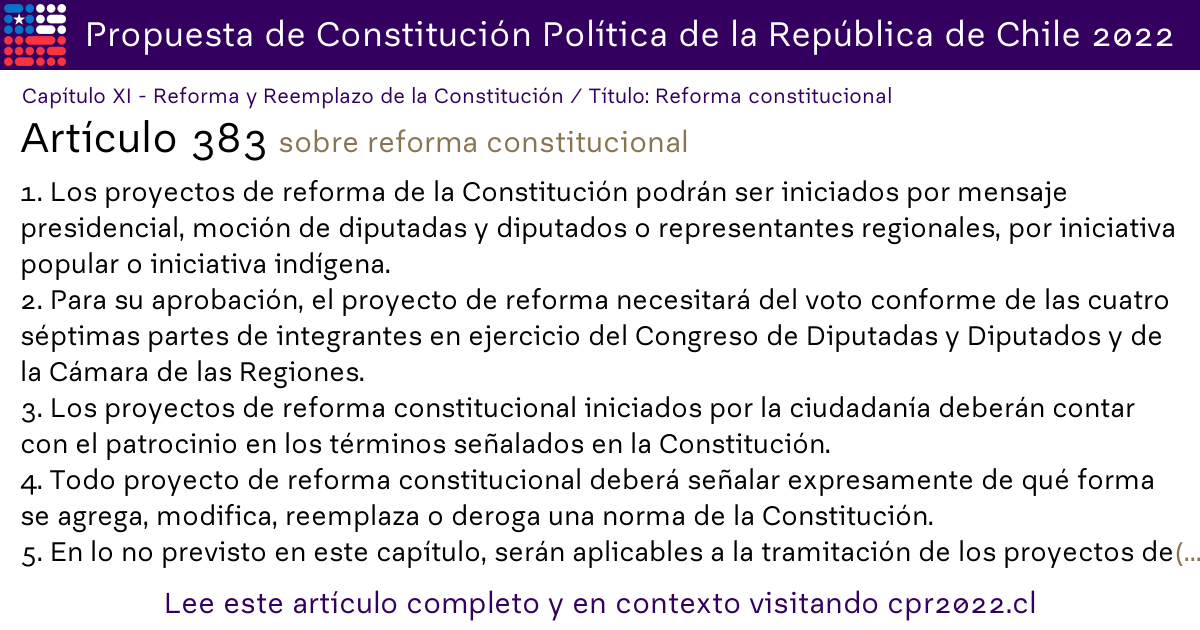 Propuesta de Constitución Política de la República de Chile 2022
Capítulo XI - Reforma y Reemplazo de la Constitución / Título: Reforma constitucional
Artículo 383 sobre reforma constitucional
1. Los proyectos de reforma de la Constitución podrán ser iniciados por mensaje
presidencial, moción de diputadas y diputados o representantes regionales, por iniciativa
popular o iniciativa indígena.
2. Para su aprobación, el proyecto de reforma necesitará del voto conforme de las cuatro
séptimas partes de integrantes en ejercicio del Congreso de Diputadas y Diputados y de
la Cámara de las Regiones.
3. Los proyectos de reforma constitucional iniciados por la ciudadanía deberán contar
con el patrocinio en los términos señalados en la Constitución.
4. Todo proyecto de reforma constitucional deberá señalar expresamente de qué forma
se agrega, modifica, reemplaza o deroga una norma de la Constitución.
5. En lo no previsto en este capítulo, serán aplicables a la tramitación de los proyectos de(...
Lee este artículo completo y en contexto visitando cpr2022.cl